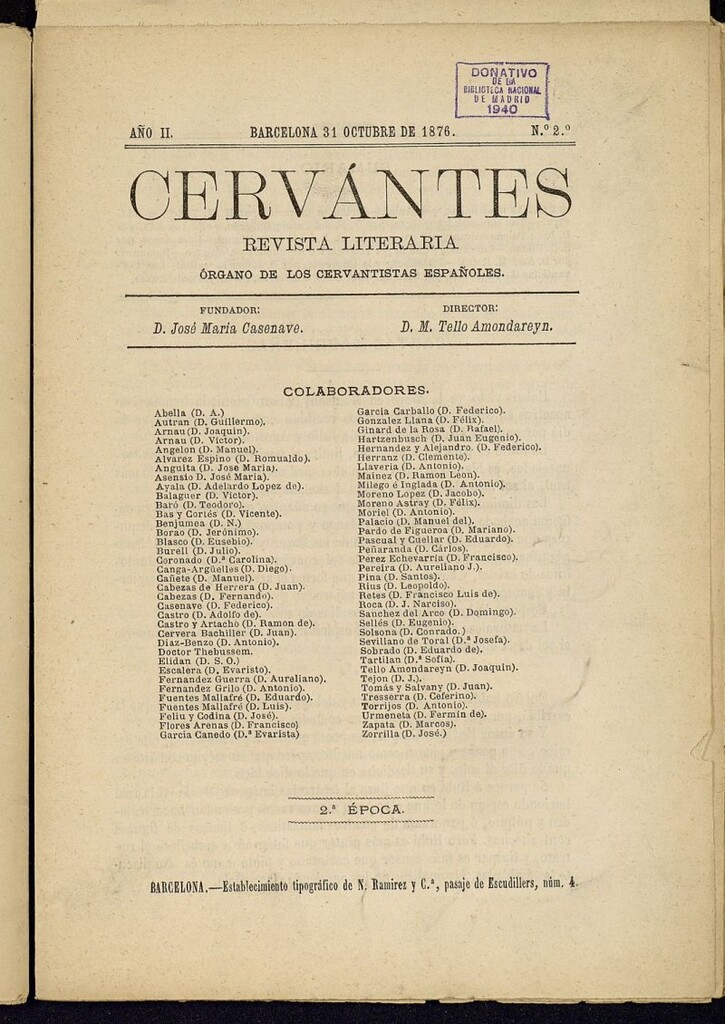 DONATIVO
DE LA
BIBLIOTECA NACIONAL
DE MADRID
1940
AÑO II. BARCELONA 31 OCTUBRE DE 1876. N.º 2.º
CERVÁNTES
REVISTA LITERARIA
ÓRGANO DE LOS CERVANTISTAS ESPAÑOLES.
FUNDADOR: DIRECTOR:
D. José Maria Casenave. D. M. Tello Amondareyn.
COLABORADORES.
Abella (D. A.)
Autran (D. Guillermo).
Arnau (D. Joaquin).
Arnau (D. Victor).
Angelon (D. Manuel).
Alvarez Espino (D. Romualdo).
Anguita (D. Jose Maria).
Asensio D. José Maria).
Ayala (D. Adelardo Lopez de).
Balaguer (D. Victor).
Baró (D. Teodoro).
Bas y Cortés (D. Vicente).
Benjumea (D. N.)
Borao (D. Jerónimo).
Blasco (D. Eusebio).
Burell (D. Julio).
Coronado (D.ª Carolina).
Canga-Argüelles (D. Diego).
Cañete (D. Manuel).
Cabezas de Herrera (D. Juan).
Cabezas (D. Fernando).
Casenave (D. Federico).
Castro (D. Adolfo de).
Castro y Artacho (D. Ramon de).
Cervera Bachiller (D. Juan).
Diaz-Benzo (D. Antonio).
Doctor Thebussem.
Elidan (D. S. O.)
Escalera (D. Evaristo).
Fernandez Guerra (D. Aureliano).
Fernandez Grilo (D. Antonio).
Fuentes Mallafré (D. Eduardo).
Fuentes Mallafré (D. Luis).
Feliu y Codina (D. José).
Flores Arenas (D. Francisco)
Garcia Canedo (D.ª Evarista)
Garcia Carballo (D. Federico).
Gonzalez Llana (D. Félix).
Ginard de la Rosa (D. Rafael).
Hartzenbusch (D. Juan Eugenio).
Hernandez y Alejandro. (D. Federico).
Herranz (D. Clemente).
Llaveria (D. Antonio).
Mainez (D. Ramon Leon).
Milego é Inglada (D. Antonio).
Moreno Lopez (D. Jacobo).
Moreno Astray (D. Félix).
Moriel (D. Antonio).
Palacio (D. Manuel del).
Pardo de Figueroa (D. Mariano).
Pascual y Cuellar (D. Eduardo).
Peñaranda (D. Cárlos).
Perez Echevarria (D. Francisco).
Pereira (D. Aureliano J.).
Pina (D. Santos).
Rius (D. Leopoldo).
Retes (D. Francisco Luis de).
Roca (D. J. Narciso).
Sanchez del Arco (D. Domingo).
Sellés (D. Eugenio).
Solsona (D. Conrado.)
Sevillano de Toral (D.ª Josefa).
Sobrado (D. Eduardo de).
Tartilan (D.ª Sofia).
Tello Amondareyn (D. Joaquin).
Tejon (D. J.).
Tomás y Salvany (D. Juan).
Tresserra (D. Ceferino).
Torrijos (D. Antonio).
Urmeneta (D. Fermin de).
Zapata (D. Marcos).
Zorrilla (D. José.)
2.ª ÉPOCA.
BARCELONA.—Establecimiento tipográfico de N. Ramirez y C.ª, pasaje de Escudillers, núm. 4.